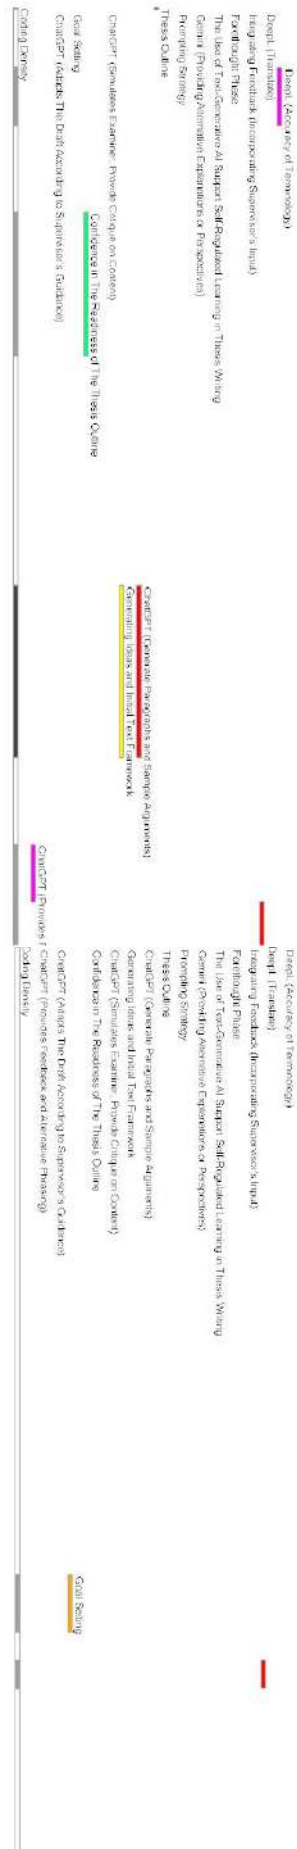 DeepL (Accuracy of Terminology)
DeepL (Translate)
Integrating Feedback (Incorporating Supervisor's Input)
Forethought Phase
The Use of Text-Generative AI Support Self-Regulated Learning in Thesis Writing
Gemini (Providing Alternative Explanations or Perspectives)
Prompting Strategy
Thesis Outline
ChatGPT (Generate Paragraphs and Sample Arguments)
Generating Ideas and Initial Text Framework
ChatGPT (Simulates Examiner: Provide Critique on Content)
Confidence in The Readiness of The Thesis Outline
Goal Setting
ChatGPT (Adapts The Draft According to Supervisor's Guidance)
ChatGPT (Provides F
Coding Density
DeepL (Accuracy of Terminology)
DeepL (Translate)
Integrating Feedback (Incorporating Supervisor's Input)
Forethought Phase
The Use of Text-Generative AI Support Self-Regulated Learning in Thesis Writing
Gemini (Providing Alternative Explanations or Perspectives)
Prompting Strategy
Thesis Outline
ChatGPT (Generate Paragraphs and Sample Arguments)
Generating Ideas and Initial Text Framework
ChatGPT (Simulates Examiner: Provide Critique on Content)
Confidence in The Readiness of The Thesis Outline
Goal Setting
ChatGPT (Adapts The Draft According to Supervisor's Guidance)
ChatGPT (Provides Feedback and Alternative Phrasing)
Coding Density